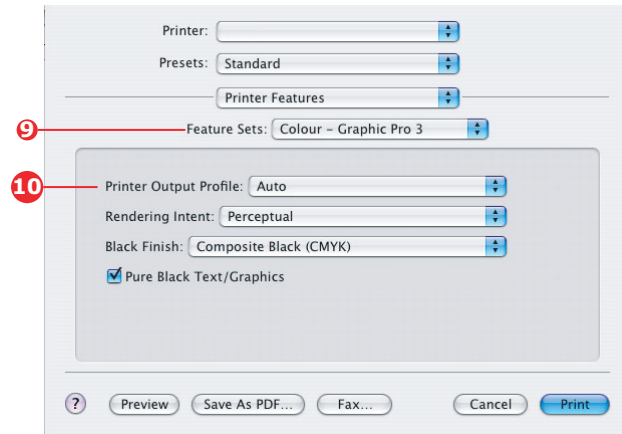 Printer:
Presets: Standard
Printer Features
9 Feature Sets: Colour – Graphic Pro 3
10 Printer Output Profile: Auto
Rendering Intent: Perceptual
Black Finish: Composite Black (CMYK)
Pure Black Text/Graphics
? Preview Save As PDF... Fax... Cancel Print